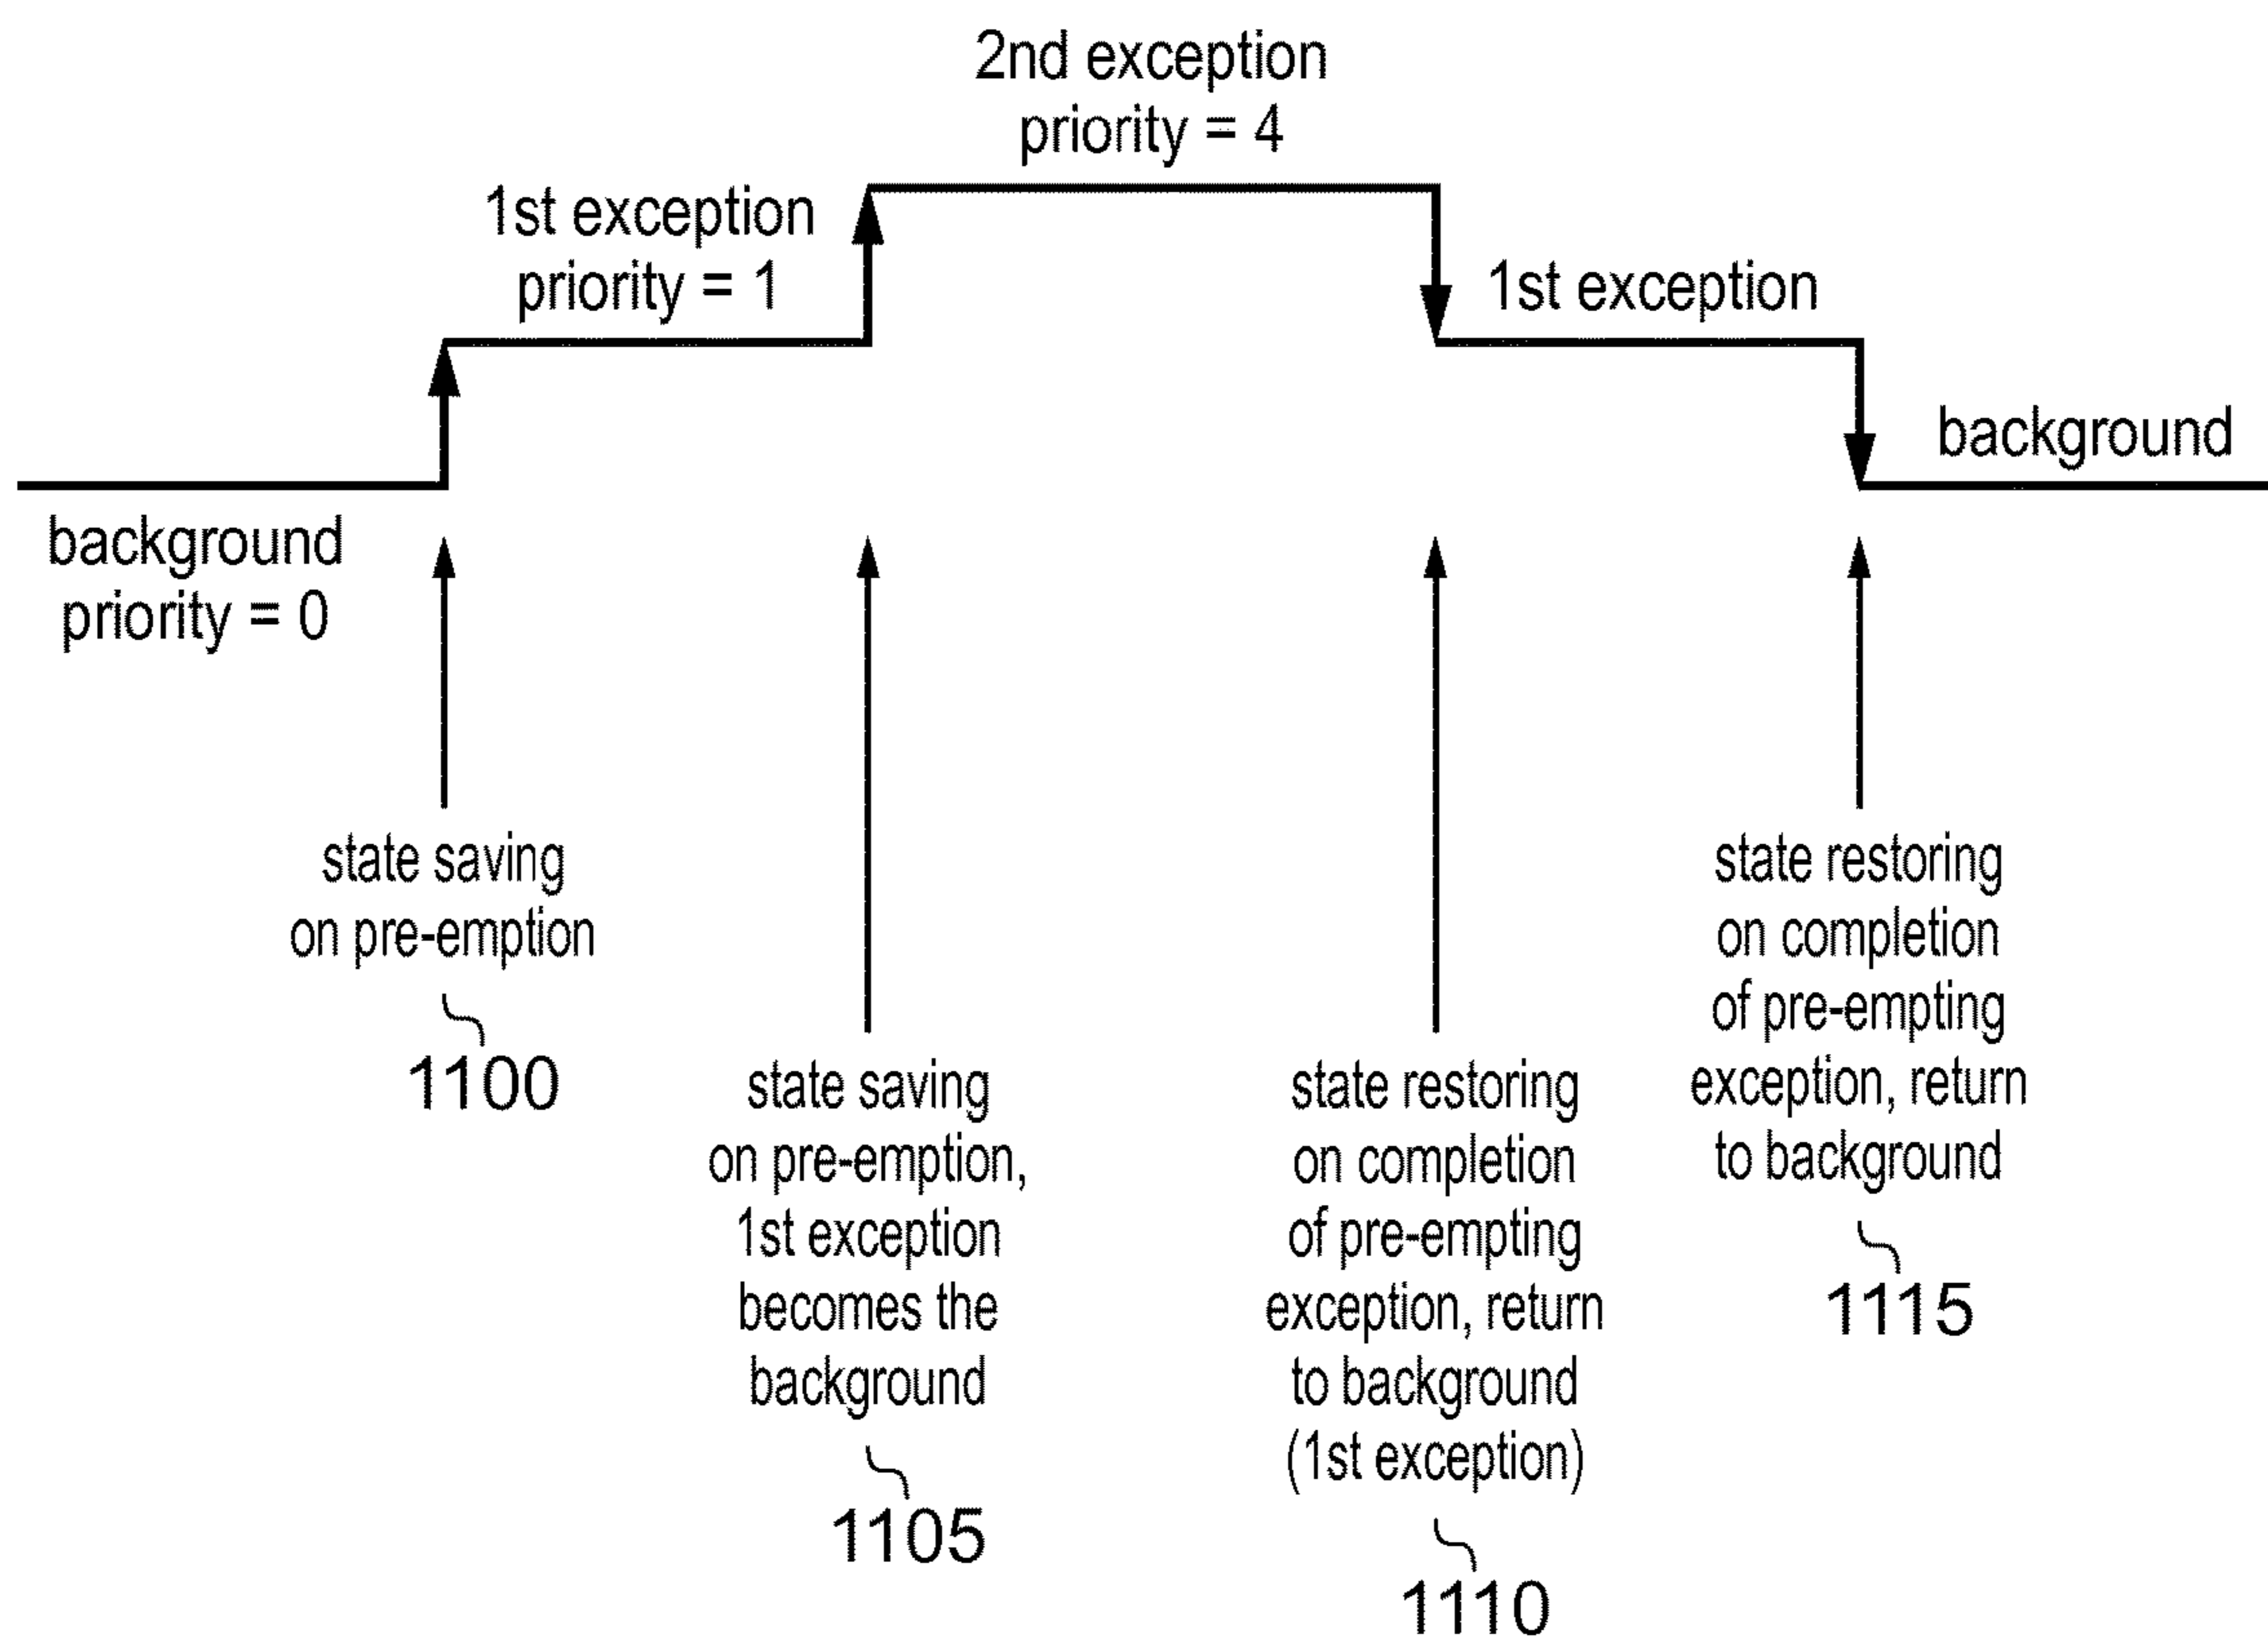 2nd exception
priority = 4
1st exception
priority = 1
1st exception
background
background
priority = 0
state saving
on pre-emption
1100
state saving
on pre-emption,
1st exception
becomes the
background
1105
state restoring
on completion
of pre-empting
exception, return
to background
(1st exception)
1110
state restoring
on completion
of pre-empting
exception, return
to background
1115